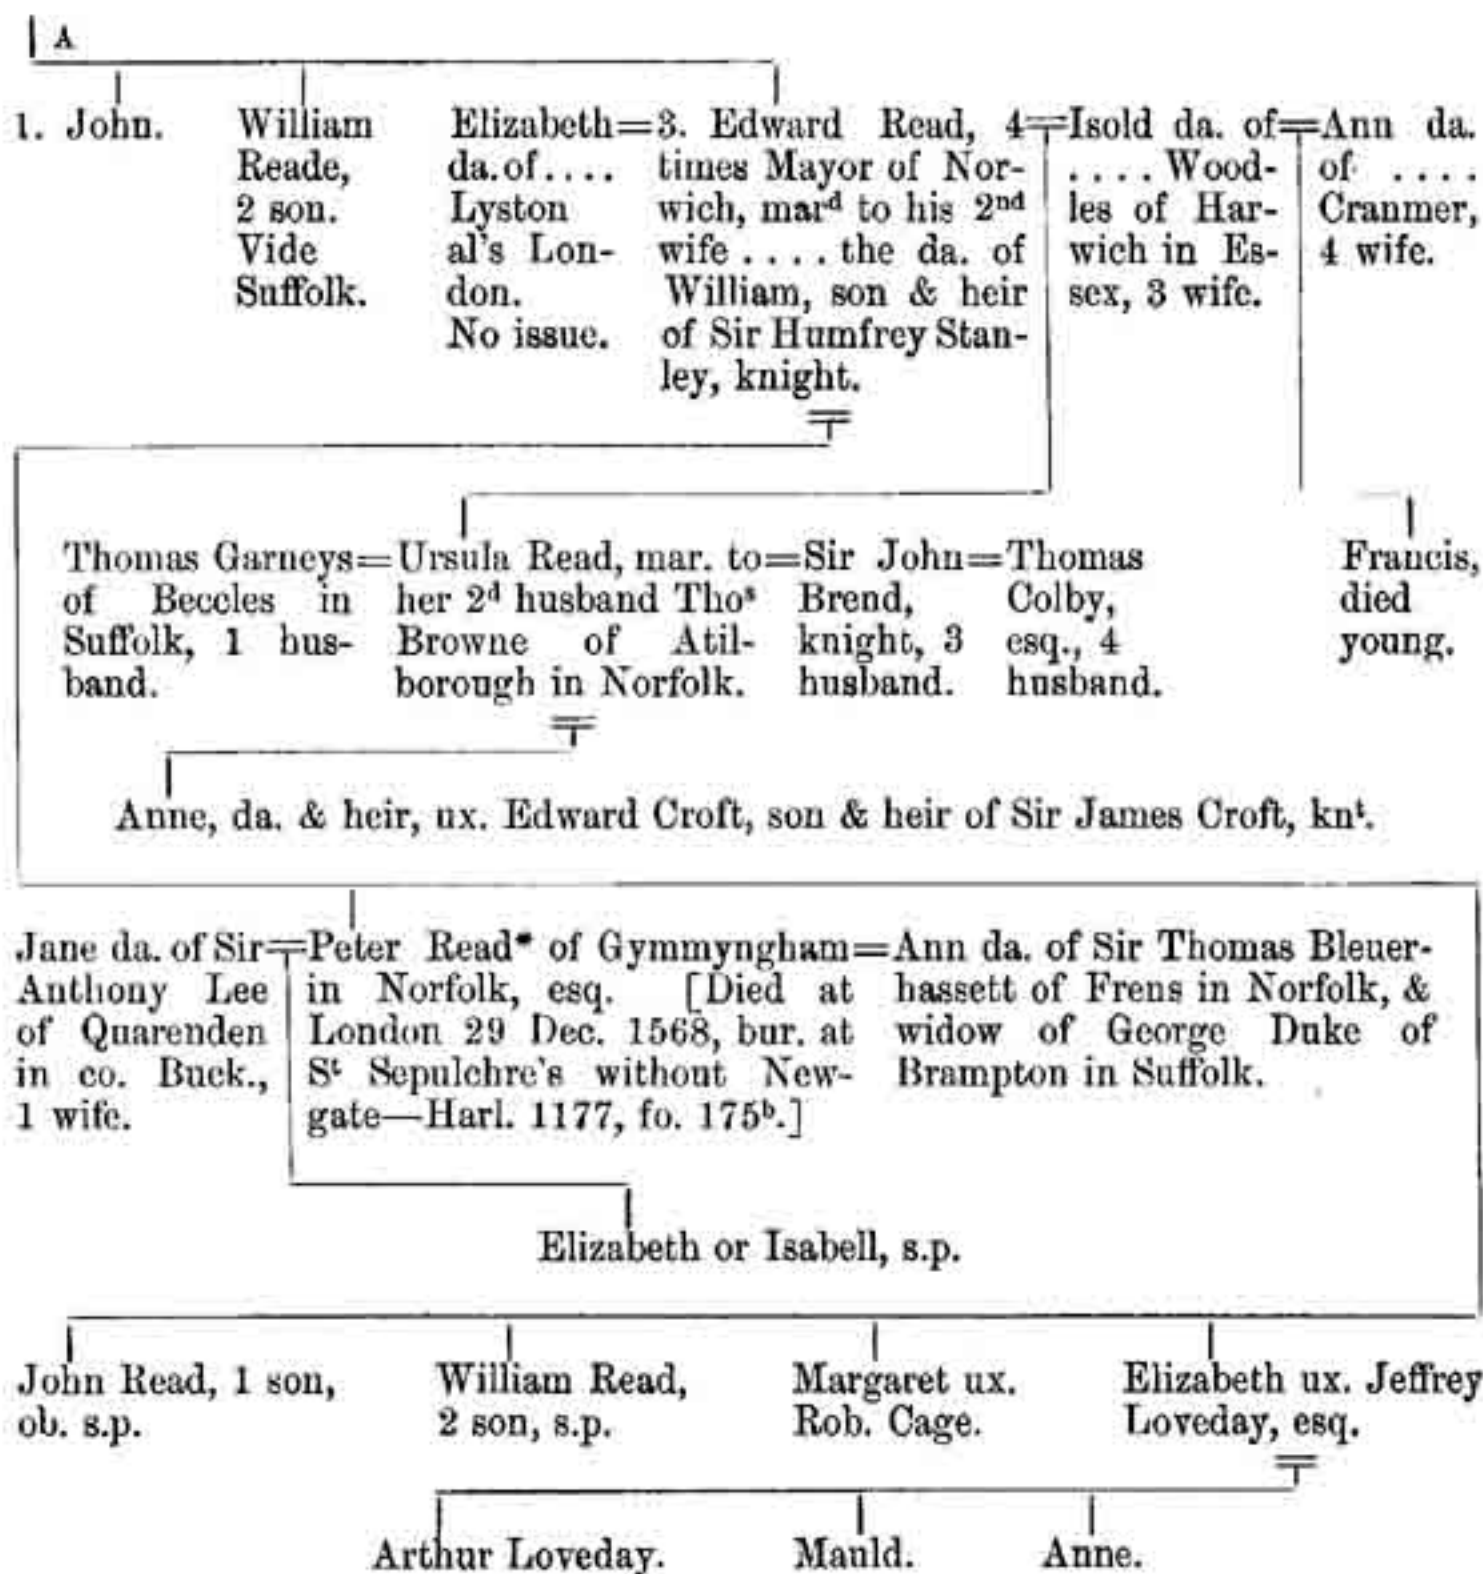 A
1. John.
William
Reade,
2 son.
Vide
Suffolk.
Elizabeth=
da. of....
Lyston
al's Lon-
don.
No issue.
3. Edward Read, 4
times Mayor of Nor-
wich, marᵈ to his 2ⁿᵈ
wife .... the da. of
William, son & heir
of Sir Humfrey Stan-
ley, knight.
=Isold da. of
.... Wood-
les of Har-
wich in Es-
sex, 3 wife.
=Ann da.
of ....
Cranmer,
4 wife.
Thomas Garneys=
of Beccles in
Suffolk, 1 hus-
band.
Ursula Read, mar. to
her 2ᵈ husband Thoˢ
Browne of Atil-
borough in Norfolk.
=Sir John
Brend,
knight, 3
husband.
=Thomas
Colby,
esq., 4
husband.
Francis,
died
young.
Anne, da. & heir, ux. Edward Croft, son & heir of Sir James Croft, knᵗ.
Jane da. of Sir
Anthony Lee
of Quarenden
in co. Buck.,
1 wife.
=Peter Read* of Gymmyngham
in Norfolk, esq. [Died at
London 29 Dec. 1568, bur. at
Sᵗ Sepulchre's without New-
gate—Harl. 1177, fo. 175ᵇ.]
=Ann da. of Sir Thomas Bleuer-
hassett of Frens in Norfolk, &
widow of George Duke of
Brampton in Suffolk.
Elizabeth or Isabell, s.p.
John Read, 1 son,
ob. s.p.
William Read,
2 son, s.p.
Margaret ux.
Rob. Cage.
Elizabeth ux. Jeffrey
Loveday, esq.
Arthur Loveday.
Mauld.
Anne.